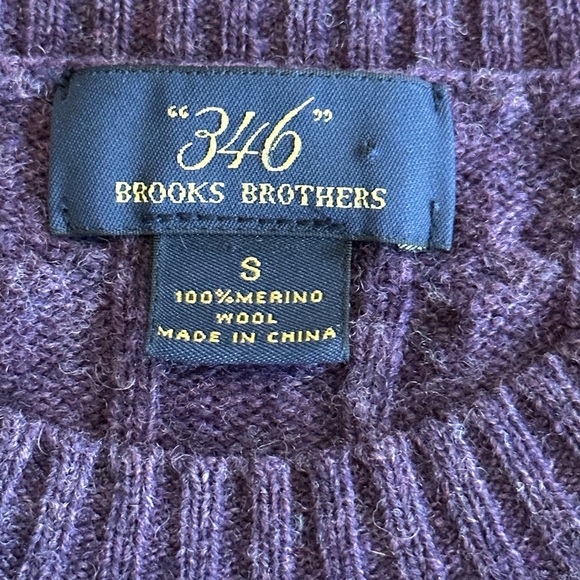 "346"
BROOKS BROTHERS
S
100%MERINO
WOOL
MADE IN CHINA